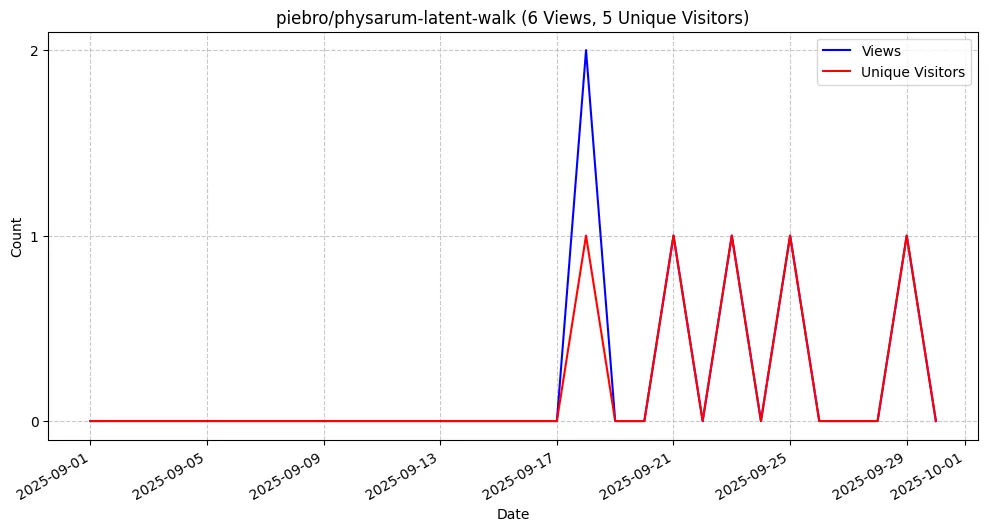 piebro/physarum-latent-walk (6 Views, 5 Unique Visitors)
Views
Unique Visitors
2
1
0
Count
2025-09-01
2025-09-05
2025-09-09
2025-09-13
2025-09-17
2025-09-21
2025-09-25
2025-09-29
2025-10-01
Date